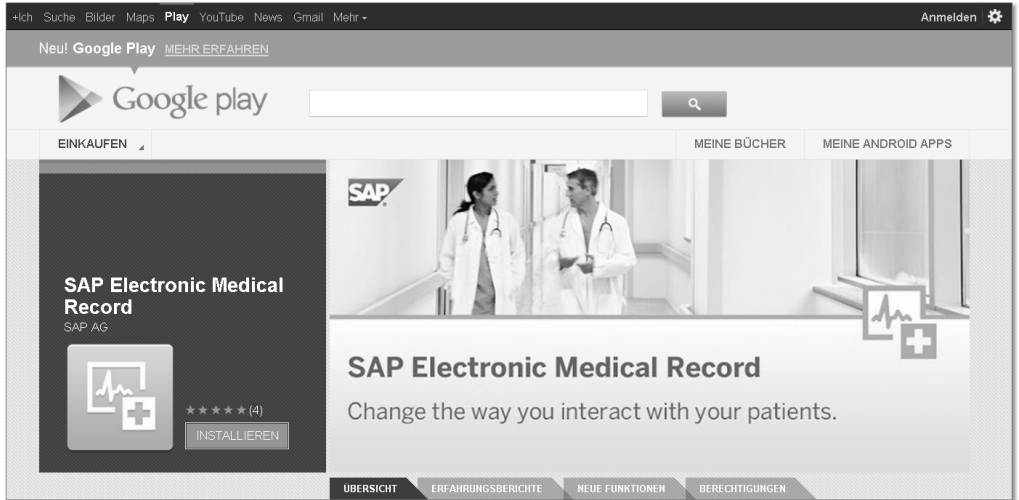 +Ich Suche Bilder Maps Play YouTube News Gmail Mehr Anmelden
Neu! Google Play MEHR ERFAHREN
Google play
EINKAUFEN MEINE BÜCHER MEINE ANDROID APPS
SAP
SAP Electronic Medical
Record
SAP AG
(4)
INSTALLIEREN
SAP Electronic Medical Record
Change the way you interact with your patients.
ÜBERSICHT ERFAHRUNGSBERICHTE NEUE FUNKTIONEN BERECHTIGUNGEN